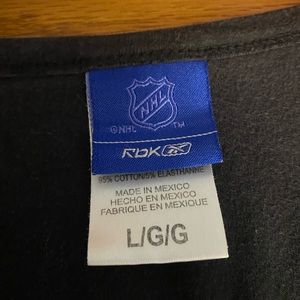 NHL
©NHL ™
RBK
95% COTTON/5% ELASTHANNE
MADE IN MEXICO
HECHO EN MEXICO
FABRIQUE EN MEXIQUE
L/G/G